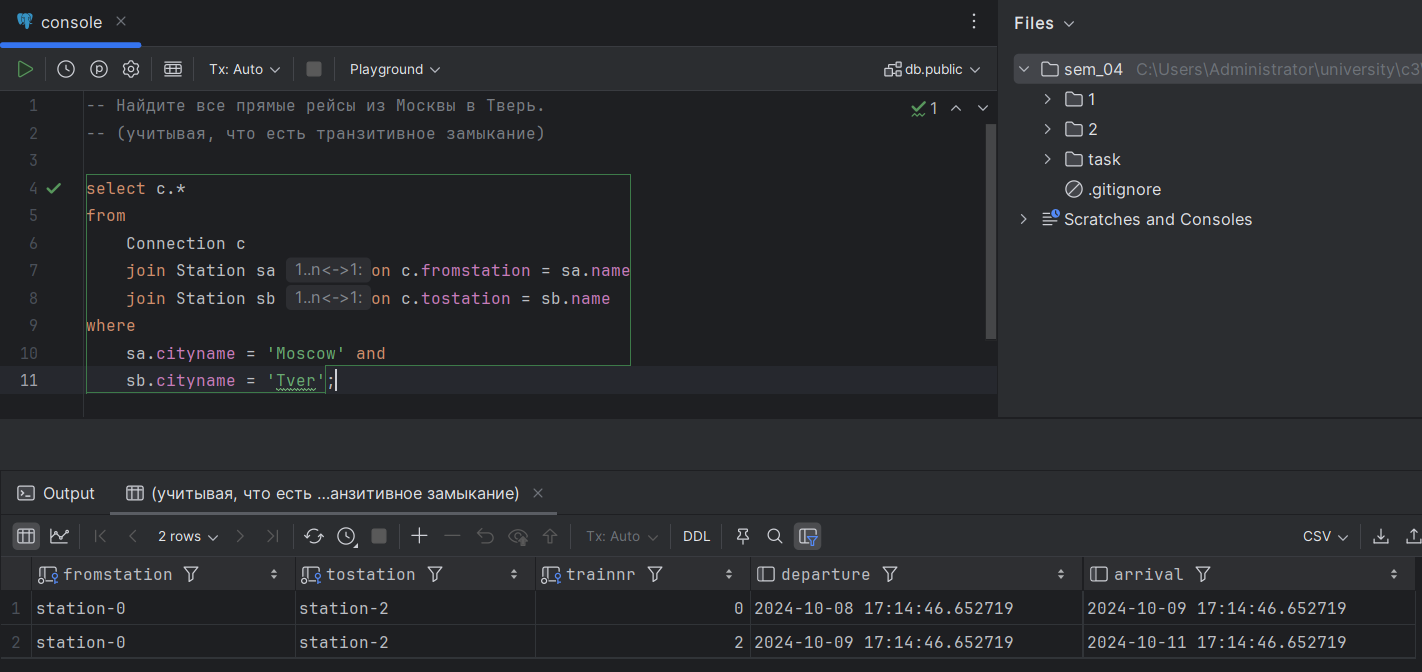 console
Files
Tx: Auto
Playground
db.public
sem_04 C:\Users\Administrator\university\c3\
1
2
task
.gitignore
Scratches and Consoles
1
1 -- Найдите все прямые рейсы из Москвы в Тверь.
2 -- (учитывая, что есть транзитивное замыкание)
3
4 select c.*
5 from
6 Connection c
7 join Station sa 1..n<->1: on c.fromstation = sa.name
8 join Station sb 1..n<->1: on c.tostation = sb.name
9 where
10 sa.cityname = 'Moscow' and
11 sb.cityname = 'Tver';
Output (учитывая, что есть ...анзитивное замыкание)
2 rows Tx: Auto DDL CSV
fromstation tostation trainnr departure arrival
1 station-0 station-2 0 2024-10-08 17:14:46.652719 2024-10-09 17:14:46.652719
2 station-0 station-2 2 2024-10-09 17:14:46.652719 2024-10-11 17:14:46.652719